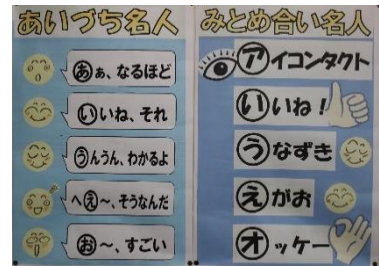 あいづち名人
あぁ、なるほど
いいね、それ
うんうん、わかるよ
へえ～、そうなんだ
お～、すごい
みとめ合い名人
アイコンタクト
いいね!
うなずき
えがお
オッケー